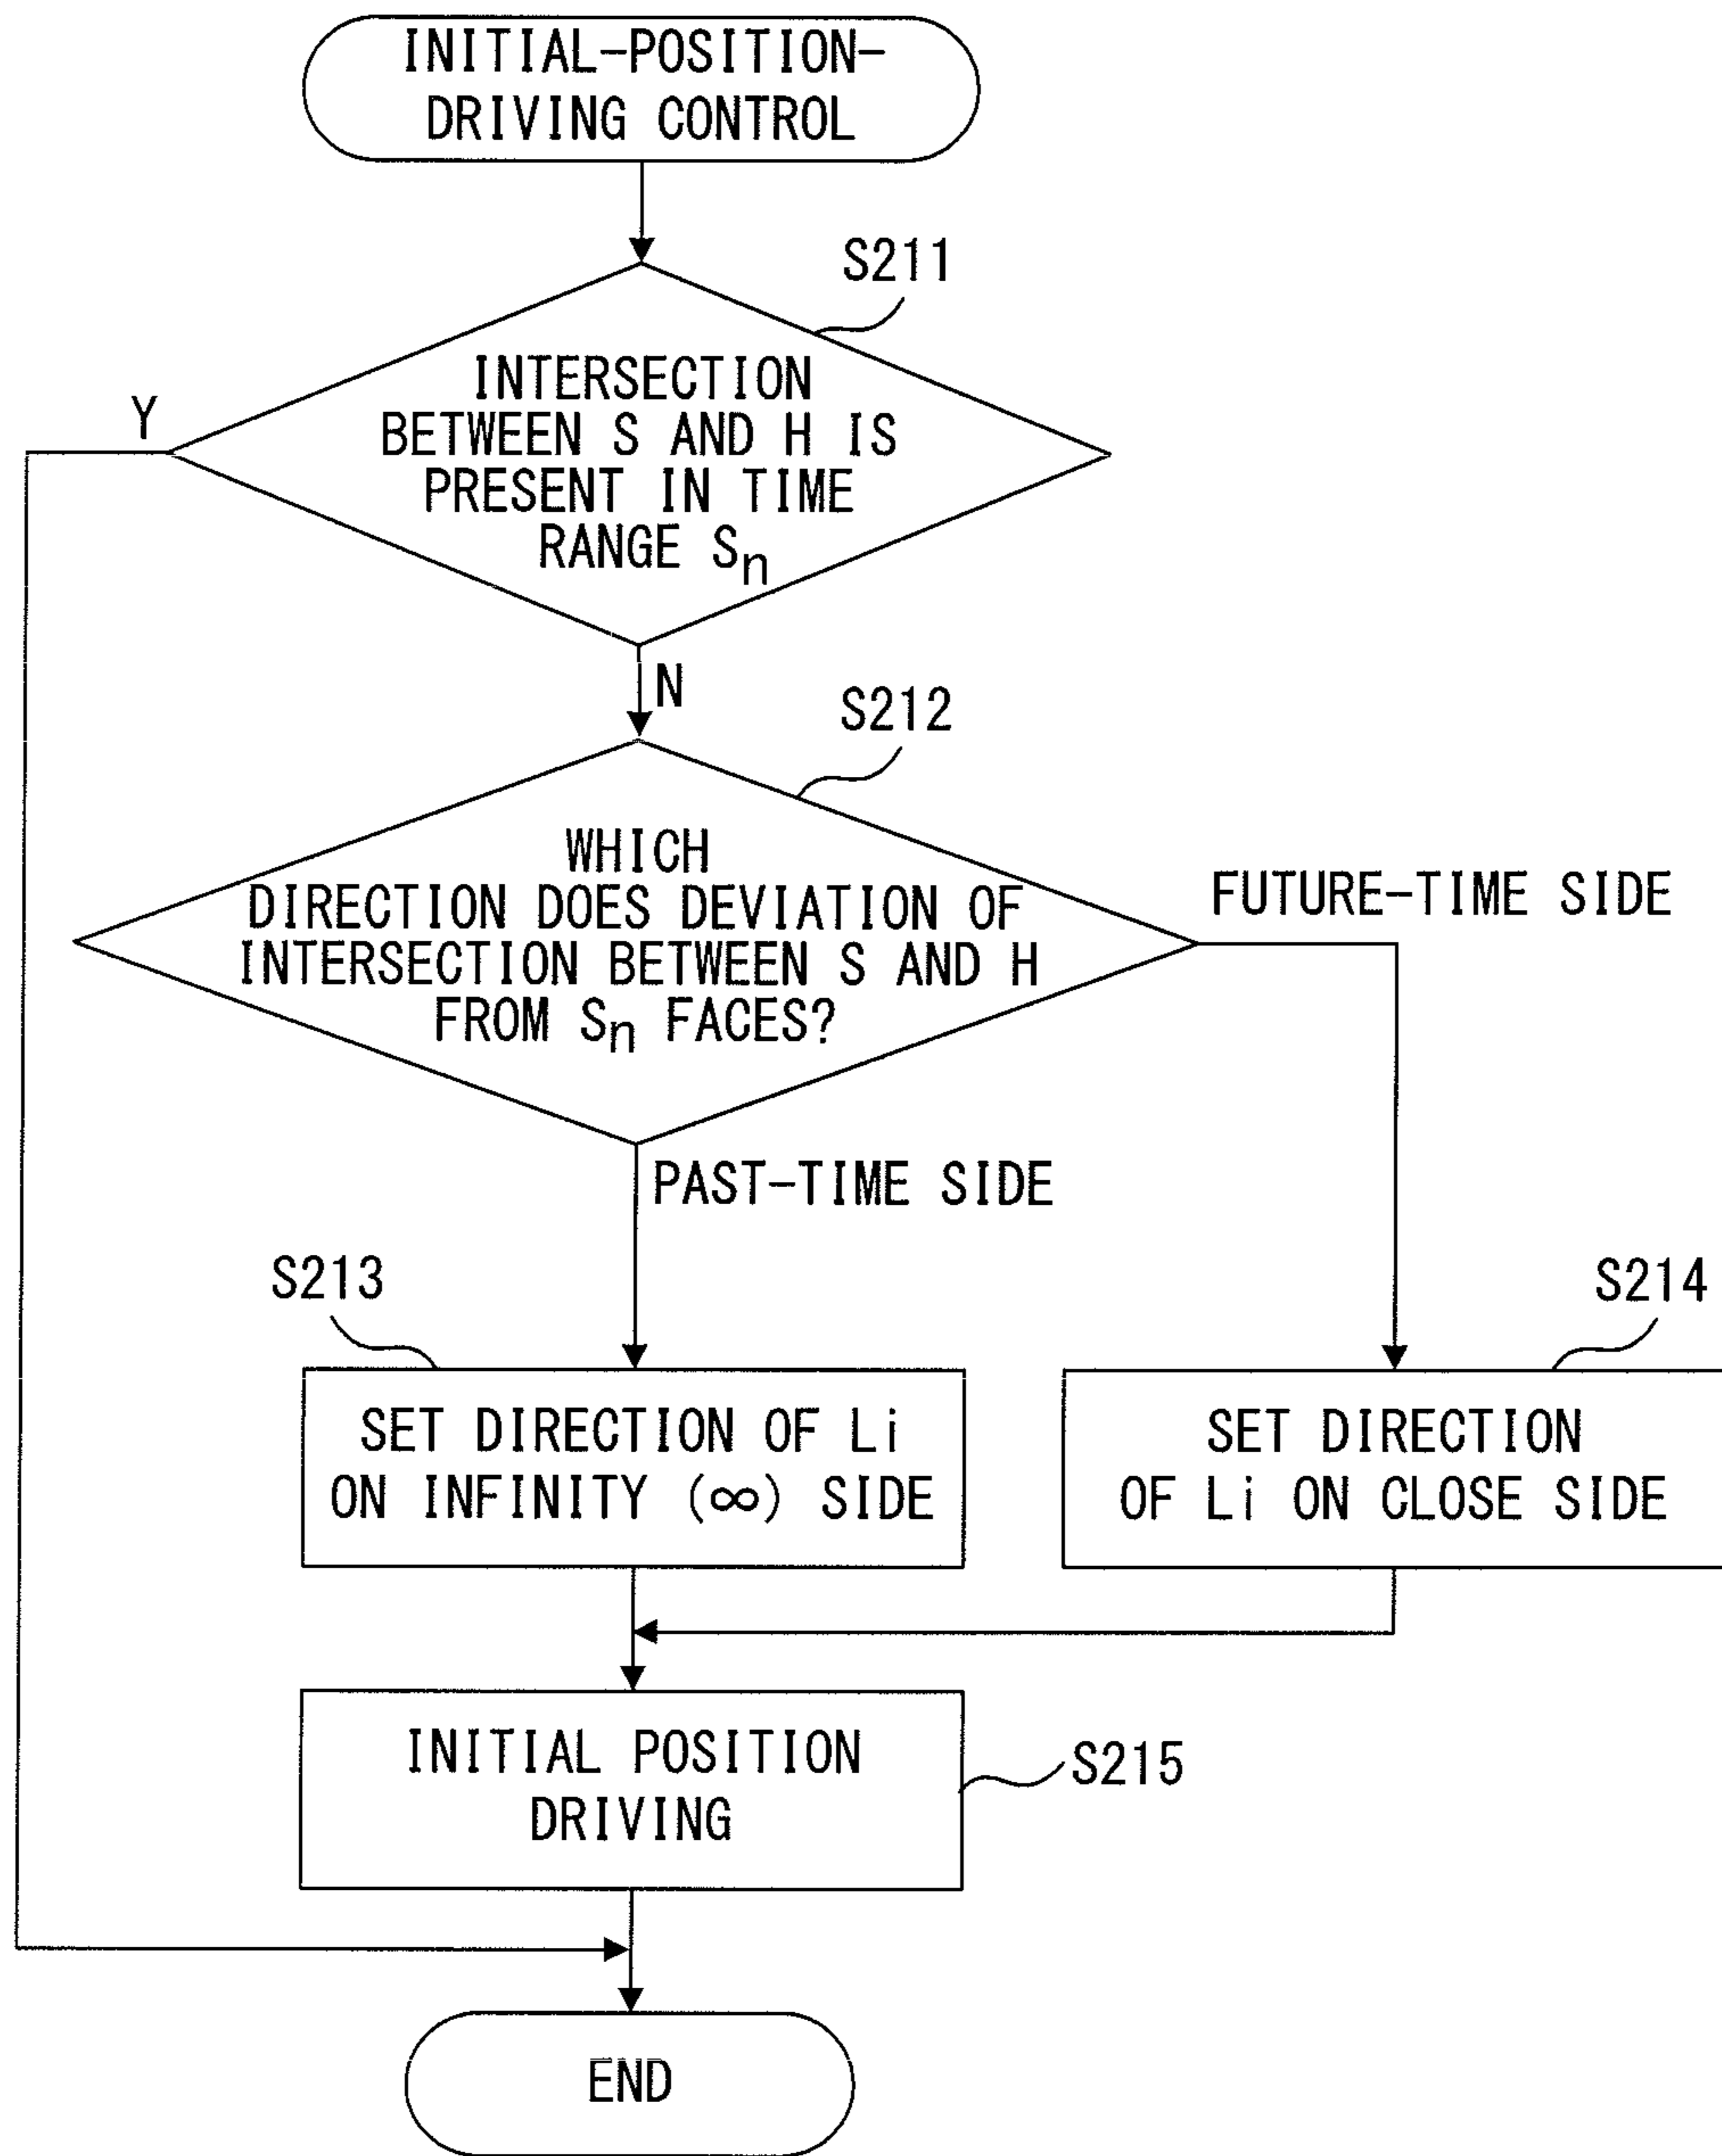 INITIAL-POSITION-
DRIVING CONTROL
S211
INTERSECTION
BETWEEN S AND H IS
PRESENT IN TIME
RANGE Sn
Y
N
S212
WHICH
DIRECTION DOES DEVIATION OF
INTERSECTION BETWEEN S AND H
FROM Sn FACES?
FUTURE-TIME SIDE
PAST-TIME SIDE
S213
S214
SET DIRECTION OF Li
ON INFINITY (∞) SIDE
SET DIRECTION
OF Li ON CLOSE SIDE
INITIAL POSITION
DRIVING
S215
END